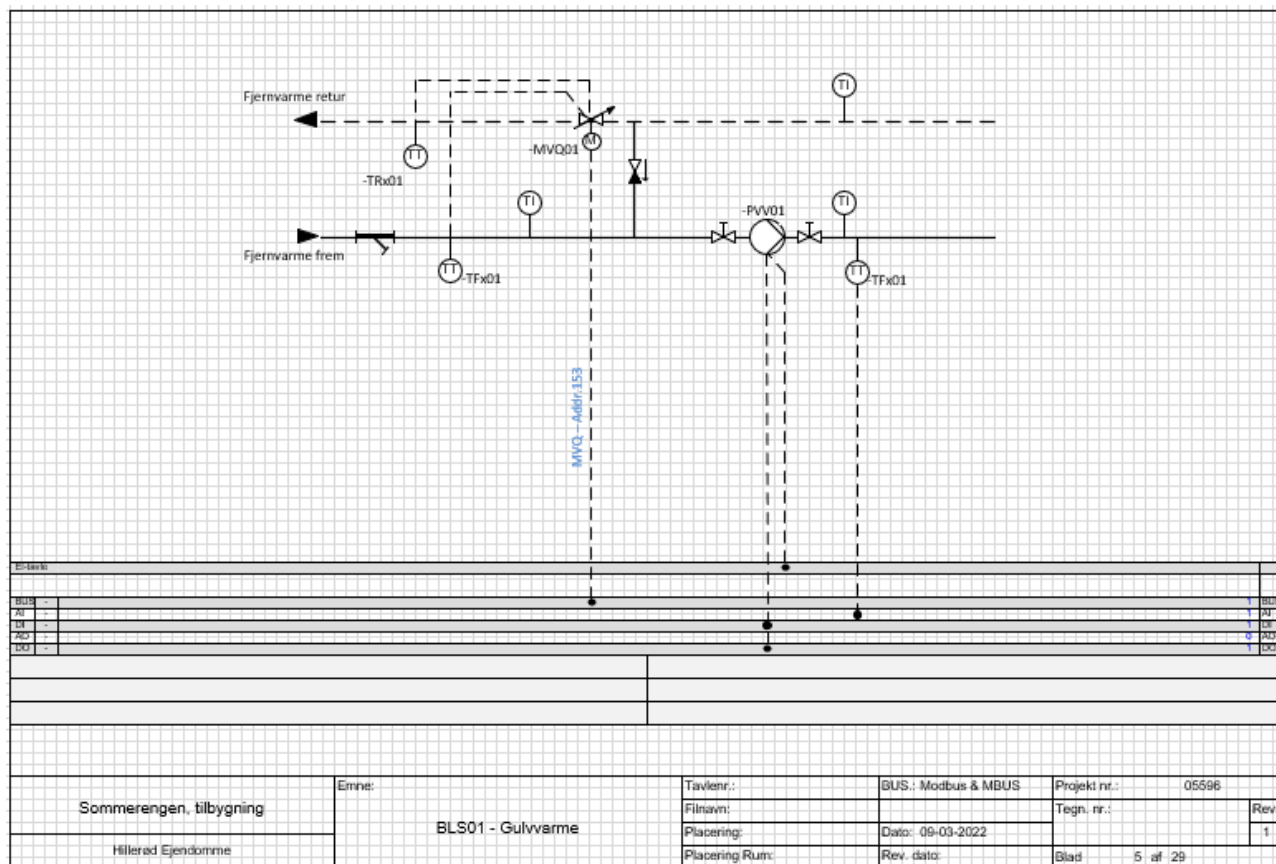 Fjernvarme retur
TI
M
-MVQ01
TT
-TRx01
TI
-PVV01
TI
Fjernvarme frem
TT
-TFx01
TT
-TFx01
MVQ – Addr.153
El-tavle
BUS - 1 BUS
AI - 1 AI
DI - 1 DI
AO - 0 AO
DO - 1 DO
Sommerengen, tilbygning
Hillerød Ejendomme
Emne:
BLS01 - Gulvvarme
Tavlenr.: BUS.: Modbus & MBUS Projekt nr.: 05596
Filnavn: Tegn. nr.: Rev
Placering: Dato: 09-03-2022 1
Placering Rum: Rev. dato: Blad 5 af 29